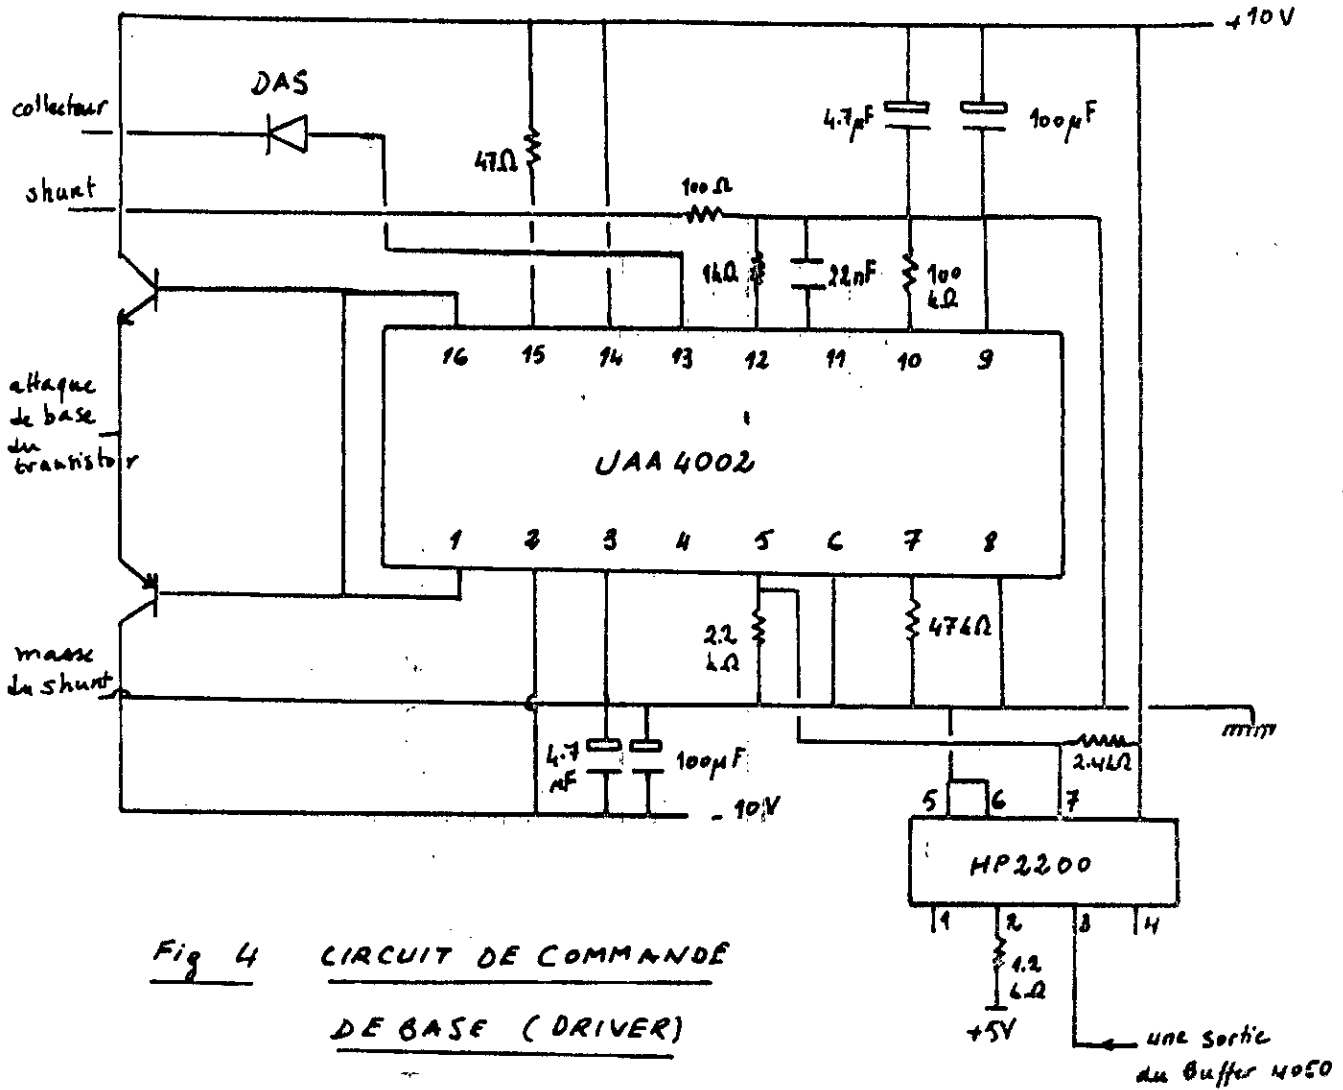 +10V
DAS
collecteur
4.7µF
100µF
47Ω
shunt
100Ω
1kΩ
22nF
100
kΩ
16 15 14 13 12 11 10 9
attaque
de base
du
transistor
UAA4002
1 2 3 4 5 6 7 8
2.2
kΩ
47kΩ
masse
du shunt
4.7
µF
100µF
2.4kΩ
- 10V
5 6 7
HP2200
1 2 3 4
Fig 4 CIRCUIT DE COMMANDE
DE BASE (DRIVER)
1.2
kΩ
+5V
une sortie
du Buffer 4050